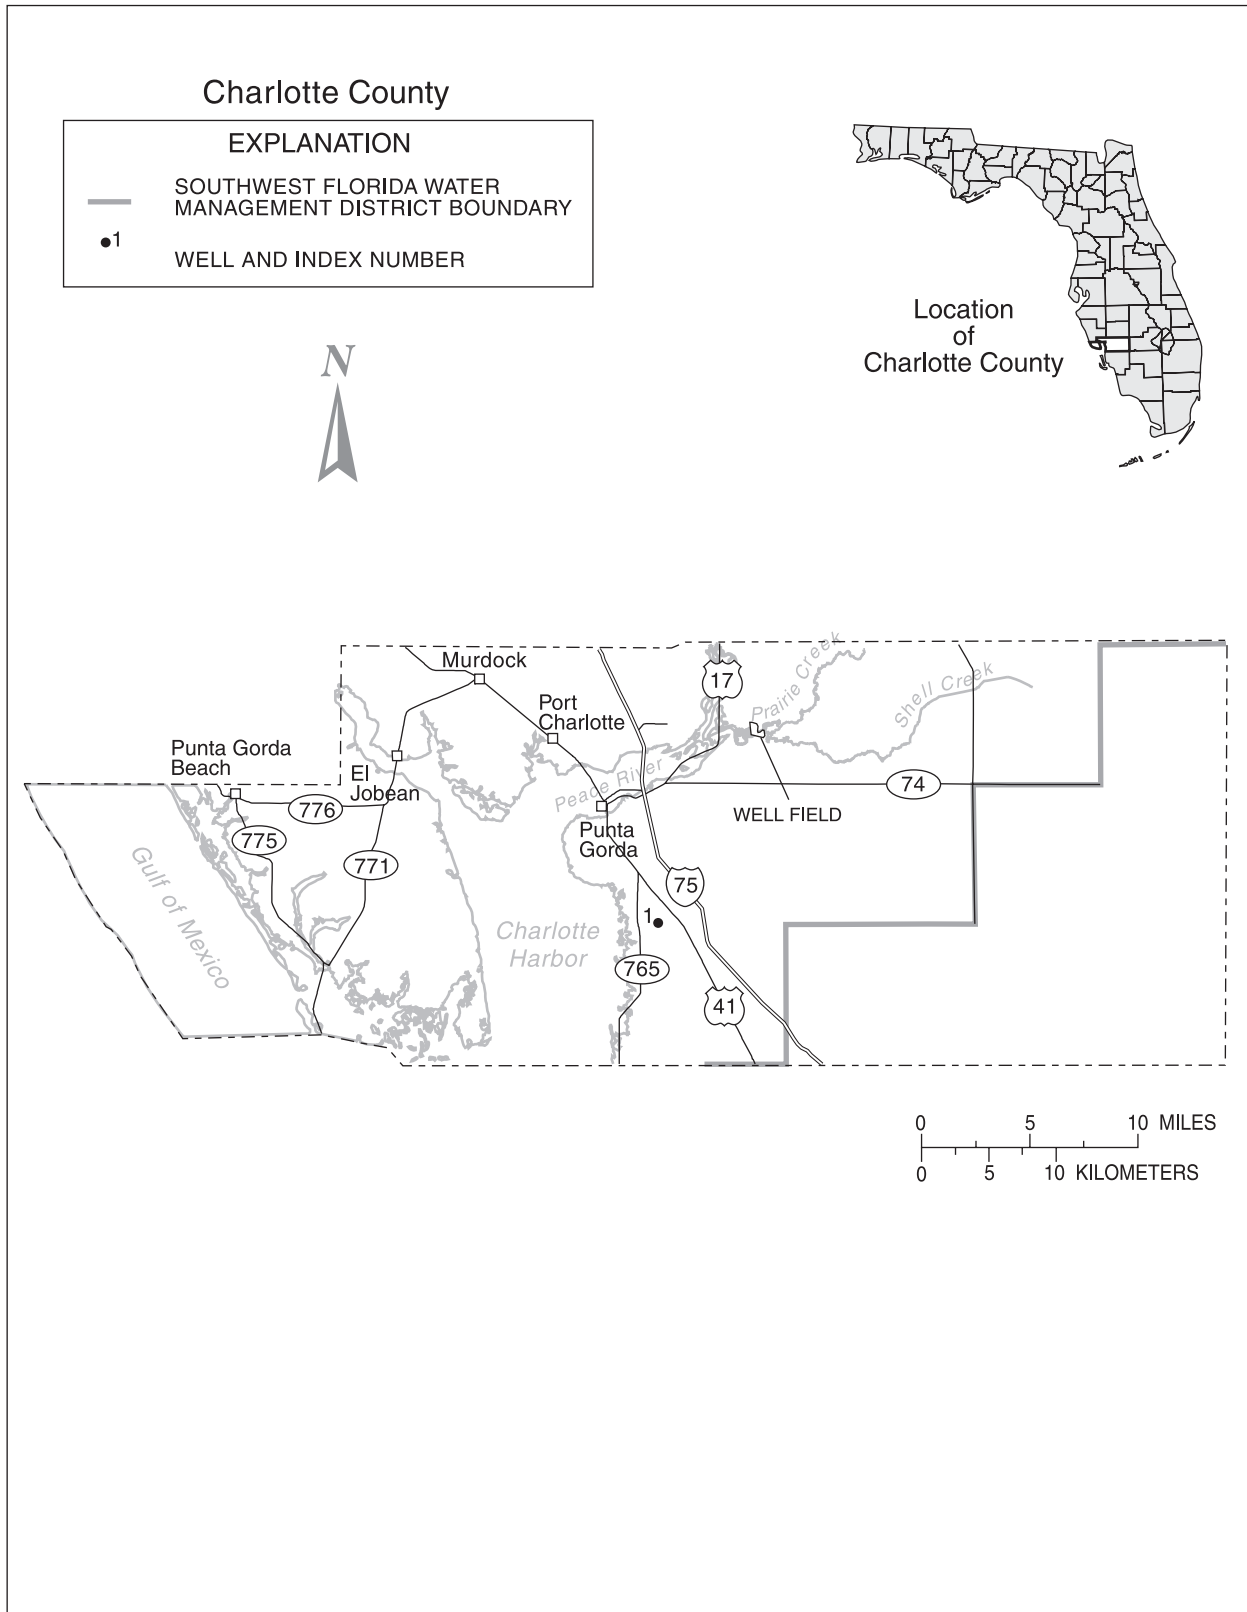 Charlotte County
EXPLANATION
SOUTHWEST FLORIDA WATER
MANAGEMENT DISTRICT BOUNDARY
1
WELL AND INDEX NUMBER
Location
of
Charlotte County
N
Murdock
17
Prairie Creek
Shell Creek
Port
Charlotte
Punta Gorda
Beach
El
Jobean
Peace River
74
776
WELL FIELD
775
Punta
Gorda
771
75
Gulf of Mexico
1
Charlotte
Harbor
765
41
0 5 10 MILES
0 5 10 KILOMETERS